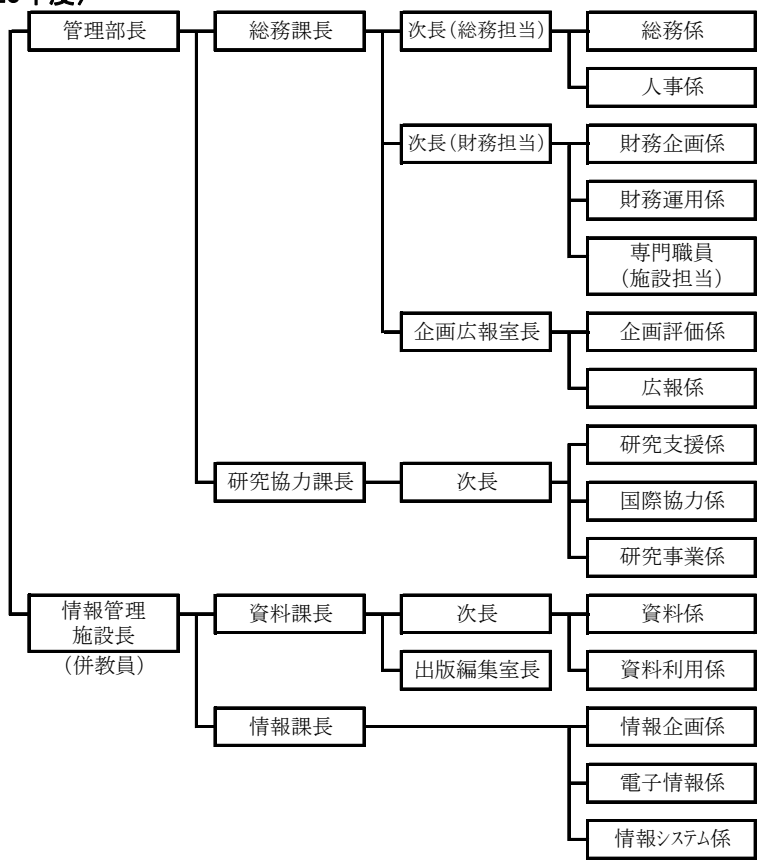 年度)
管理部長
総務課長
次長(総務担当)
総務係
人事係
次長(財務担当)
財務企画係
財務運用係
専門職員
(施設担当)
企画広報室長
企画評価係
広報係
研究協力課長
次長
研究支援係
国際協力係
研究事業係
情報管理
施設長
(併教員)
資料課長
次長
資料係
出版編集室長
資料利用係
情報課長
情報企画係
電子情報係
情報システム係